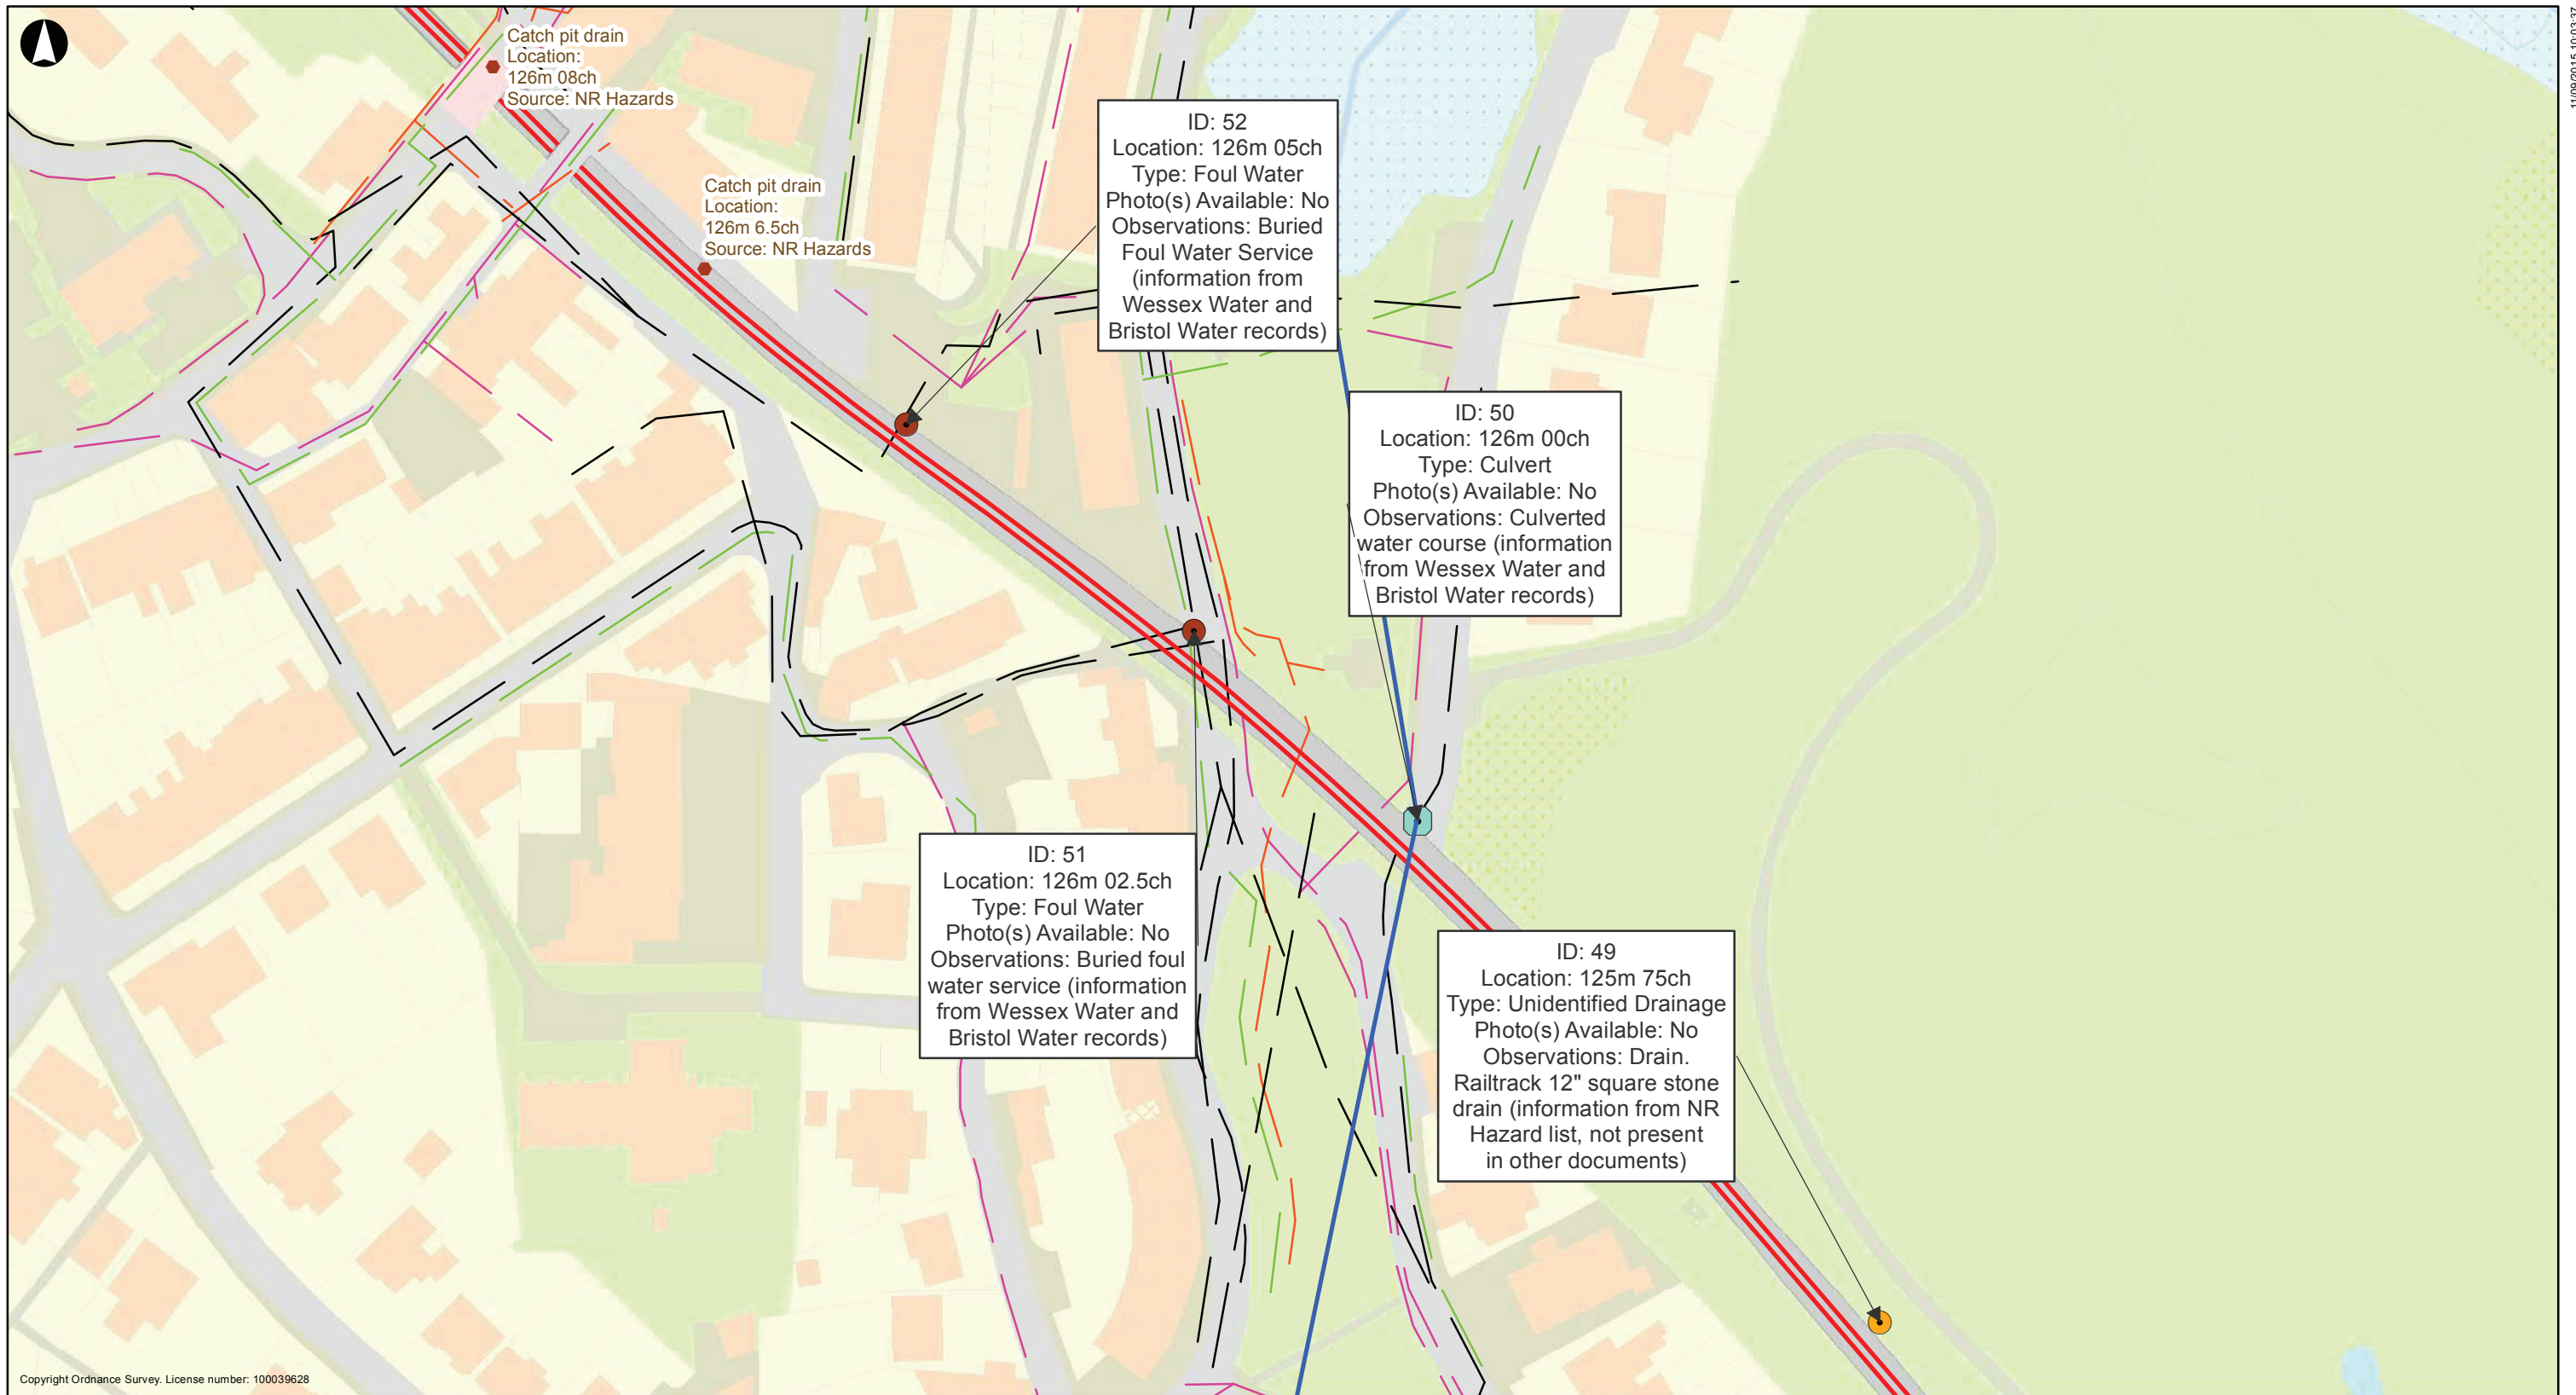 11/09/2015 10:03:37
Catch pit drain
Location:
126m 08ch
Source: NR Hazards
Catch pit drain
Location:
126m 6.5ch
Source: NR Hazards
ID: 52
Location: 126m 05ch
Type: Foul Water
Photo(s) Available: No
Observations: Buried
Foul Water Service
(information from
Wessex Water and
Bristol Water records)
ID: 50
Location: 126m 00ch
Type: Culvert
Photo(s) Available: No
Observations: Culverted
water course (information
from Wessex Water and
Bristol Water records)
ID: 51
Location: 126m 02.5ch
Type: Foul Water
Photo(s) Available: No
Observations: Buried foul
water service (information
from Wessex Water and
Bristol Water records)
ID: 49
Location: 125m 75ch
Type: Unidentified Drainage
Photo(s) Available: No
Observations: Drain.
Railtrack 12" square stone
drain (information from NR
Hazard list, not present
in other documents)
Copyright Ordnance Survey. License number: 100039628